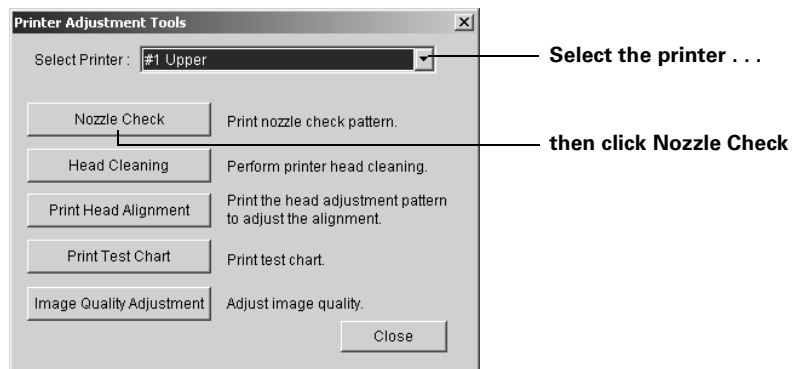 Printer Adjustment Tools
Select Printer : #1 Upper
Select the printer . . .
Nozzle Check Print nozzle check pattern.
then click Nozzle Check
Head Cleaning Perform printer head cleaning.
Print Head Alignment Print the head adjustment pattern
to adjust the alignment.
Print Test Chart Print test chart.
Image Quality Adjustment Adjust image quality.
Close